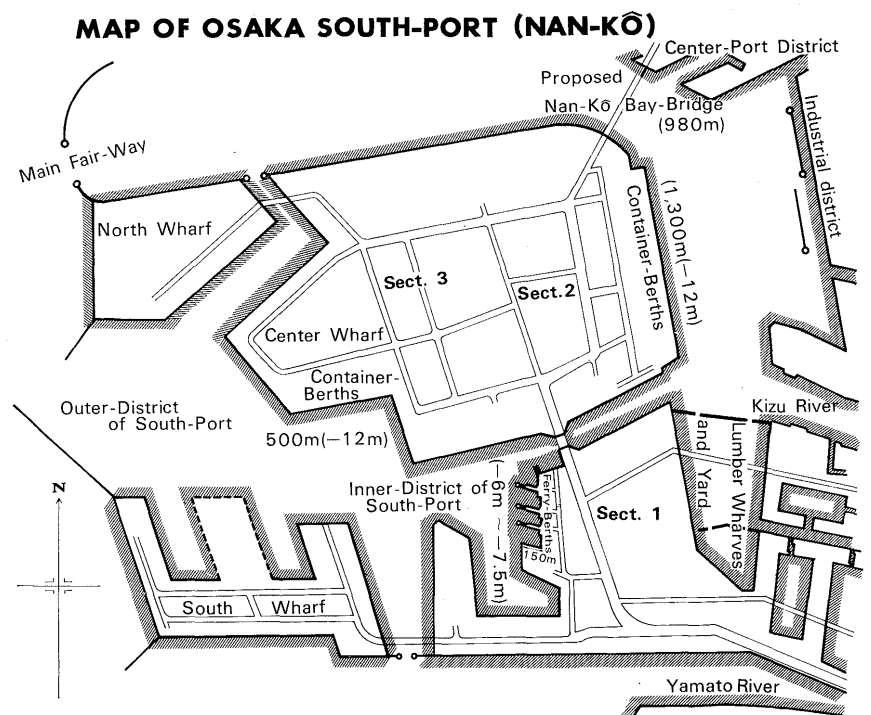 MAP OF OSAKA SOUTH-PORT (NAN-KÔ)
Center-Port District
Proposed
Nan-Kô Bay-Bridge
(980m)
Main Fair-Way
Industrial district
North Wharf
Container-Berths
(1,300m(-12m)
Sect. 3
Sect.2
Center Wharf
Container-
Berths
Outer-District
of South-Port
500m(-12m)
Kizu River
Lumber Wharves
and Yard
N
Inner-District of
South-Port
(-6m ~ -7.5m)
Ferry-Berths
150m
Sect. 1
South Wharf
Yamato River